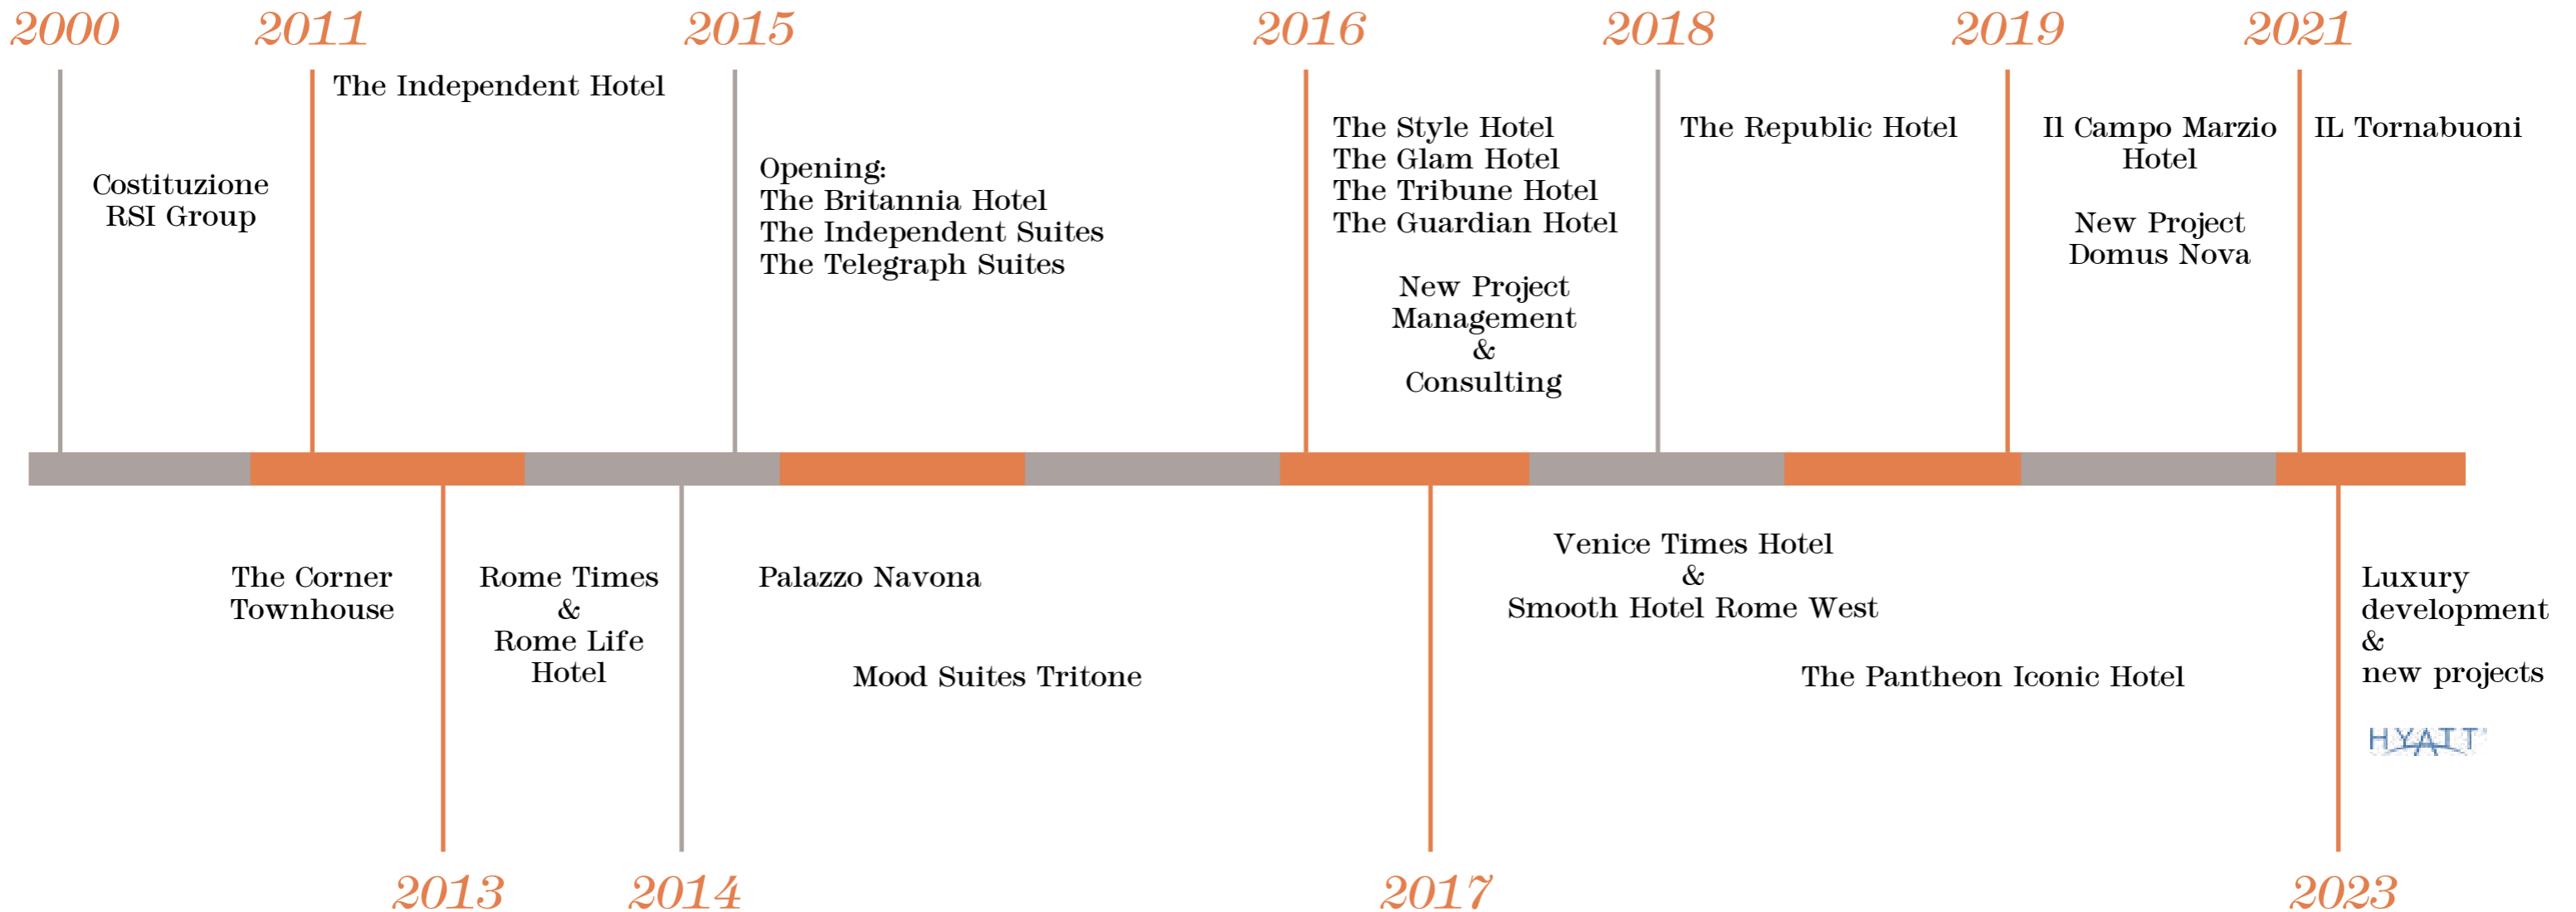 2000
2011
2015
2016
2018
2019
2021
Costituzione
RSI Group
The Independent Hotel
Opening:
The Britannia Hotel
The Independent Suites
The Telegraph Suites
The Style Hotel
The Glam Hotel
The Tribune Hotel
The Guardian Hotel
New Project
Management
&
Consulting
The Republic Hotel
Il Campo Marzio
Hotel
New Project
Domus Nova
IL Tornabuoni
The Corner
Townhouse
Rome Times
&
Rome Life
Hotel
Palazzo Navona
Mood Suites Tritone
Venice Times Hotel
&
Smooth Hotel Rome West
The Pantheon Iconic Hotel
Luxury
development
&
new projects
HYATT
2013
2014
2017
2023